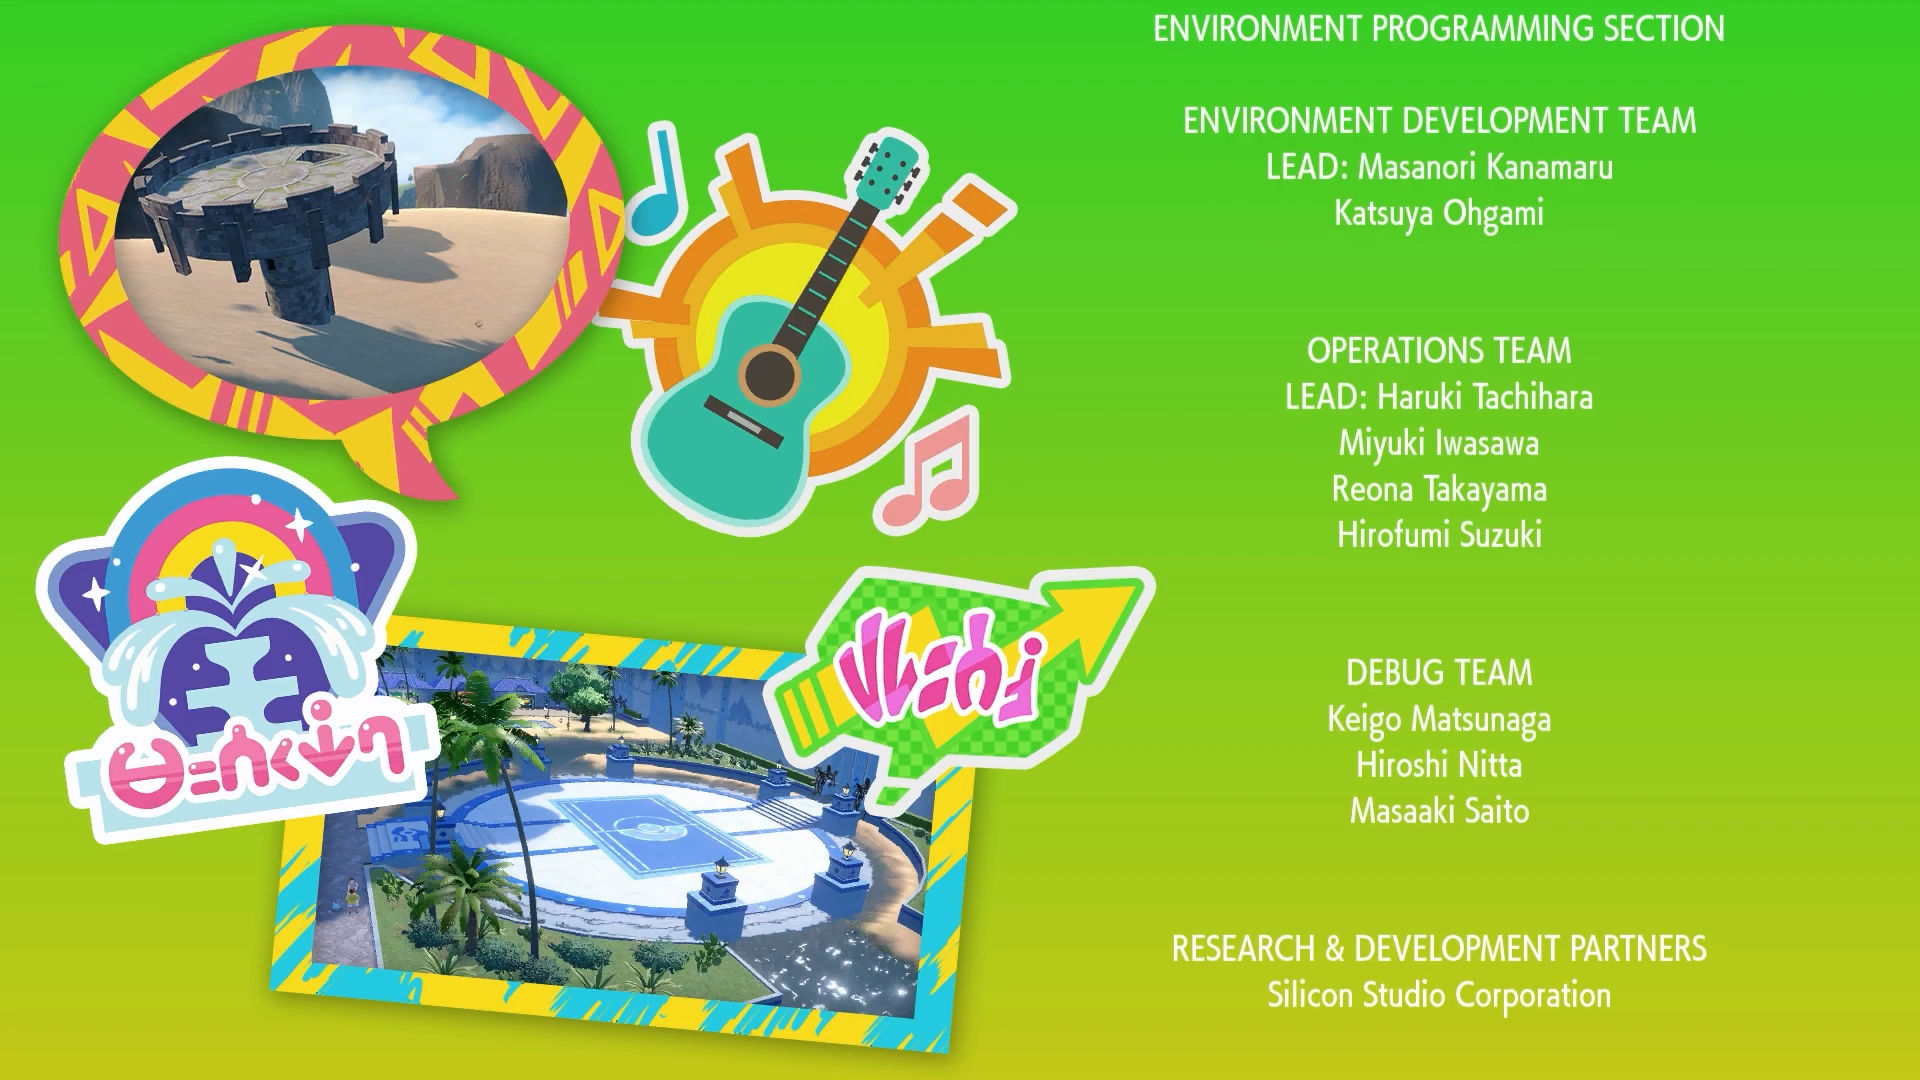 ENVIRONMENT PROGRAMMING SECTION
ENVIRONMENT DEVELOPMENT TEAM
LEAD: Masanori Kanamaru
Katsuya Ohgami
OPERATIONS TEAM
LEAD: Haruki Tachihara
Miyuki Iwasawa
Reona Takayama
Hirofumi Suzuki
DEBUG TEAM
Keigo Matsunaga
Hiroshi Nitta
Masaaki Saito
RESEARCH & DEVELOPMENT PARTNERS
Silicon Studio Corporation